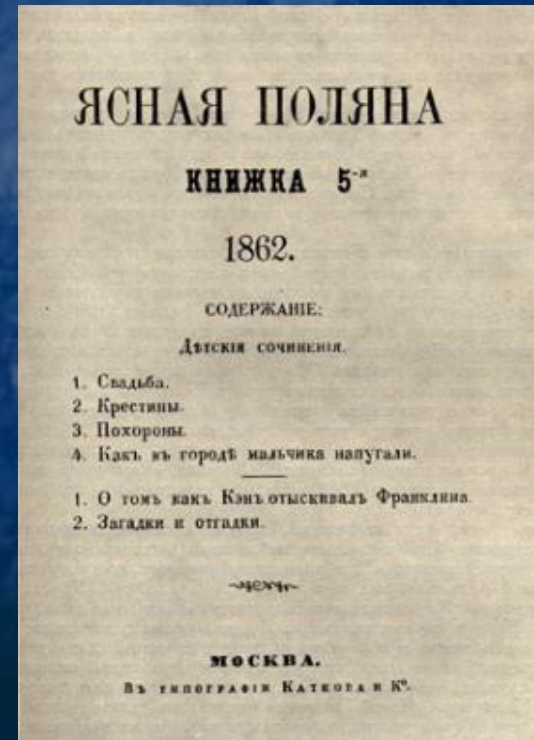 ЯСНАЯ ПОЛЯНА
КНИЖКА 5-я
1862.
СОДЕРЖАНІЕ:
Дѣтскія сочиненія.
1. Свадьба.
2. Крестины.
3. Похороны.
4. Какъ въ городѣ мальчика напугали.
1. О томъ какъ Кэнъ отыскивалъ Франклина.
2. Загадки и отгадки.
МОСКВА.
Въ типографіи Каткова и К°.